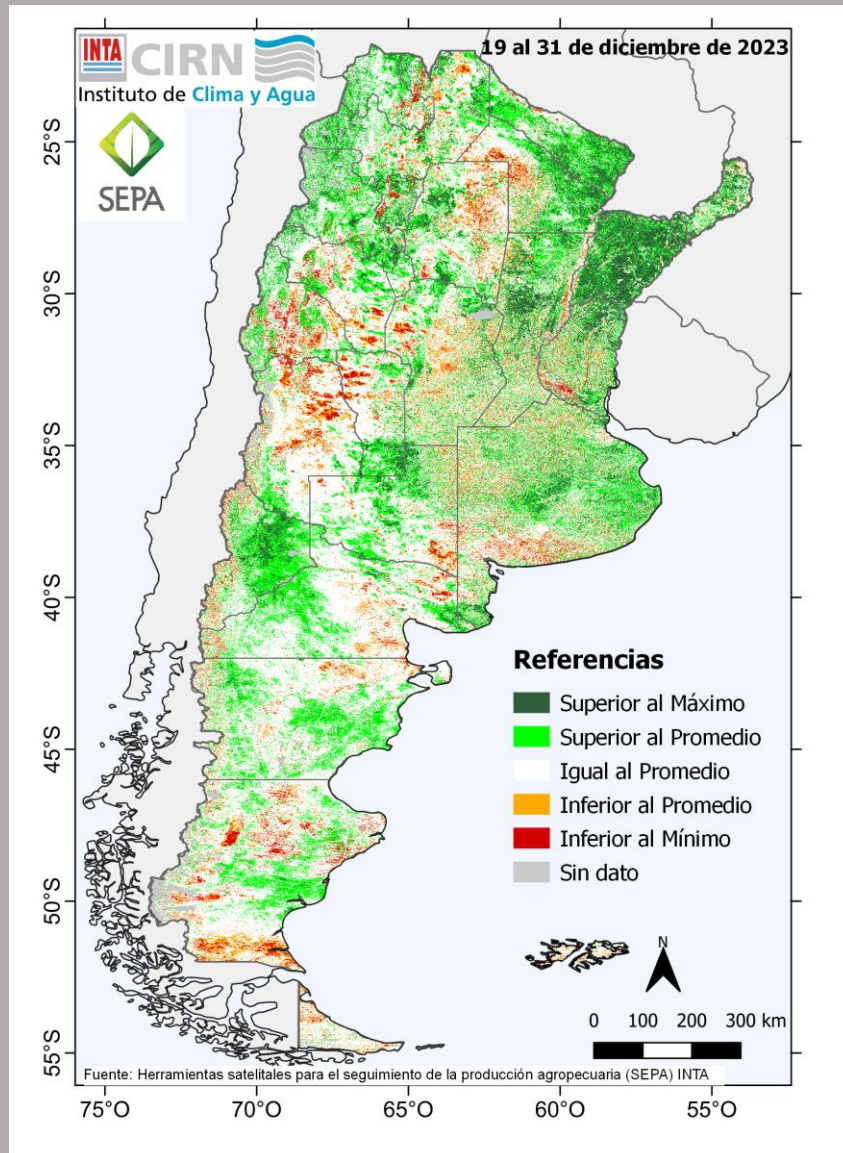 INTA
CIRN
Instituto de Clima y Agua
SEPA
19 al 31 de diciembre de 2023
25°S
30°S
35°S
40°S
45°S
50°S
55°S
Referencias
Superior al Máximo
Superior al Promedio
Igual al Promedio
Inferior al Promedio
Inferior al Mínimo
Sin dato
N
0 100 200 300 km
Fuente: Herramientas satelitales para el seguimiento de la producción agropecuaria (SEPA) INTA
75°O 70°O 65°O 60°O 55°O